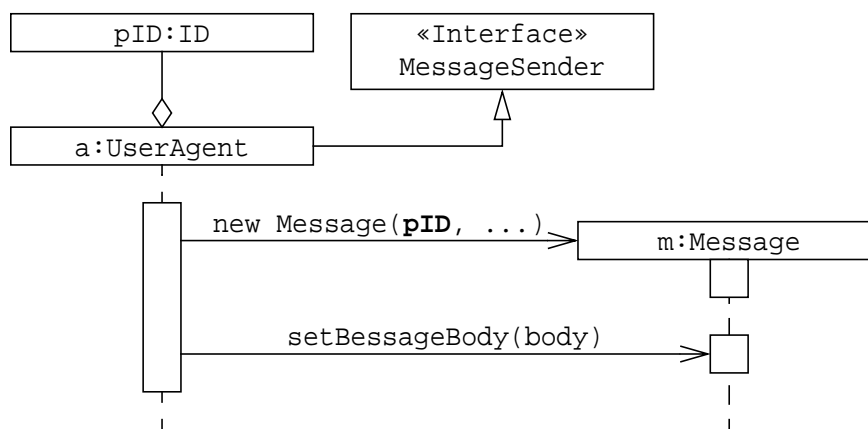 pID:ID
«Interface»
MessageSender
a:UserAgent
new Message(pID, ...)
m:Message
setBessageBody(body)